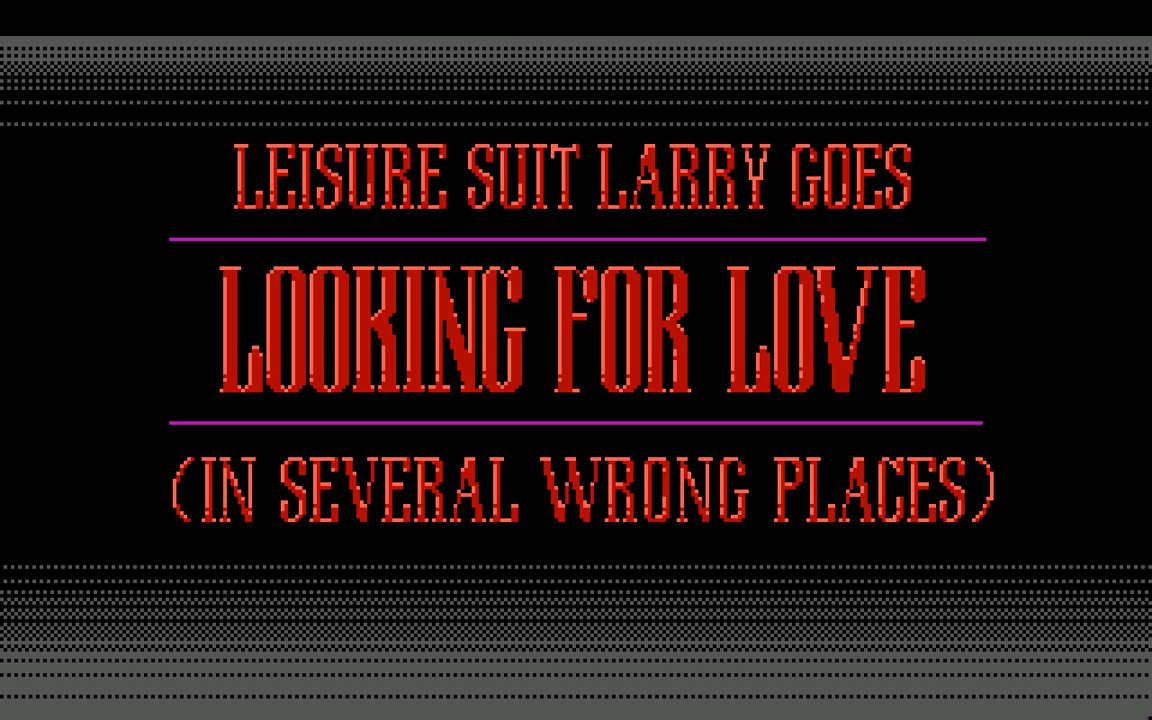 LEISURE SUIT LARRY GOES
LOOKING FOR LOVE
(IN SEVERAL WRONG PLACES)